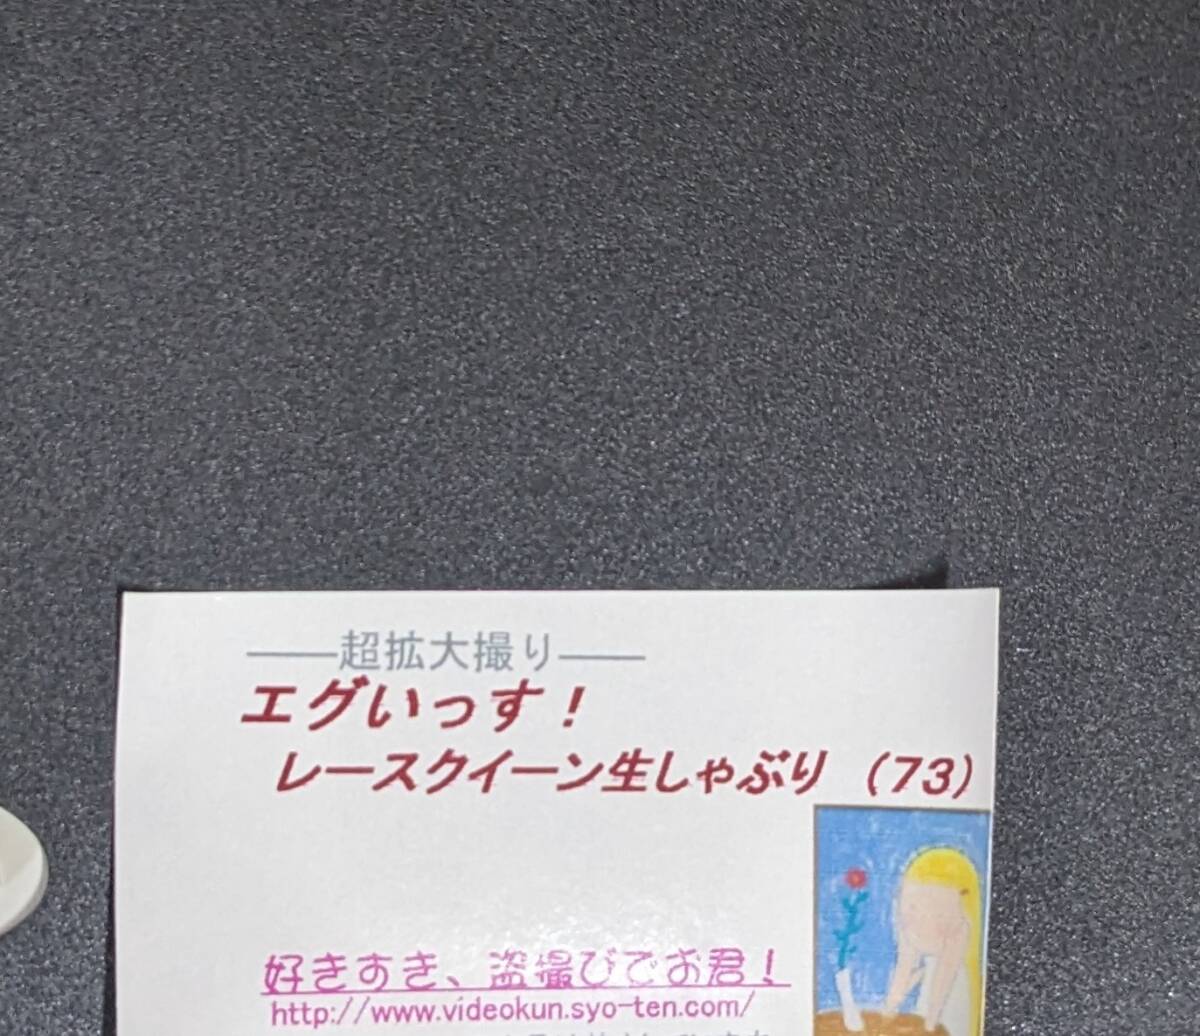 ――超拡大撮り――
エグいっす！
レースクイーン生しゃぶり (73)
好きすき、盗撮びでお君！
http://www.videokun.syo-ten.com/